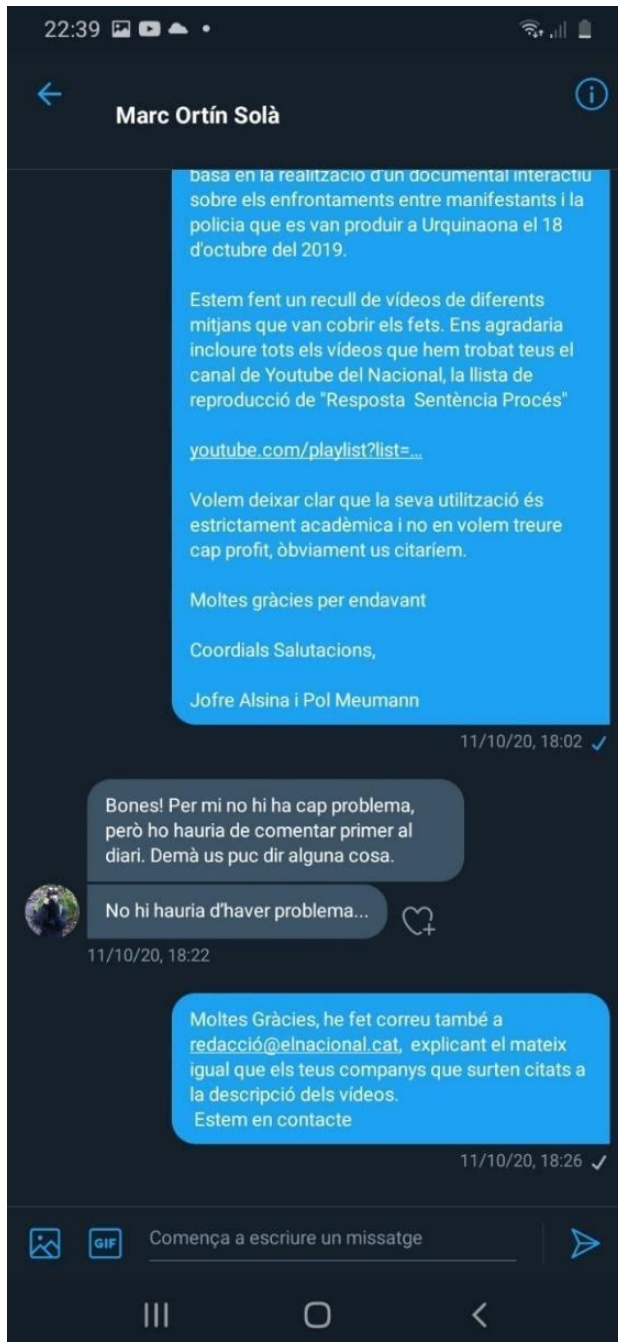 22:39
Marc Ortín Solà
basa en la realització d'un documental interactiu
sobre els enfrontaments entre manifestants i la
policia que es van produir a Urquinaona el 18
d'octubre del 2019.
Estem fent un recull de vídeos de diferents
mitjans que van cobrir els fets. Ens agradaria
incloure tots els vídeos que hem trobat teus el
canal de Youtube del Nacional, la llista de
reproducció de "Resposta Sentència Procés"
youtube.com/playlist?list=...
Volem deixar clar que la seva utilització és
estrictament acadèmica i no en volem treure
cap profit, òbviament us citaríem.
Moltes gràcies per endavant
Coordials Salutacions,
Jofre Alsina i Pol Meumann
11/10/20, 18:02
Bones! Per mi no hi ha cap problema,
però ho hauria de comentar primer al
diari. Demà us puc dir alguna cosa.
No hi hauria d'haver problema...
11/10/20, 18:22
Moltes Gràcies, he fet correu també a
redacció@elnacional.cat, explicant el mateix
igual que els teus companys que surten citats a
la descripció dels vídeos.
Estem en contacte
11/10/20, 18:26
GIF
Comença a escriure un missatge